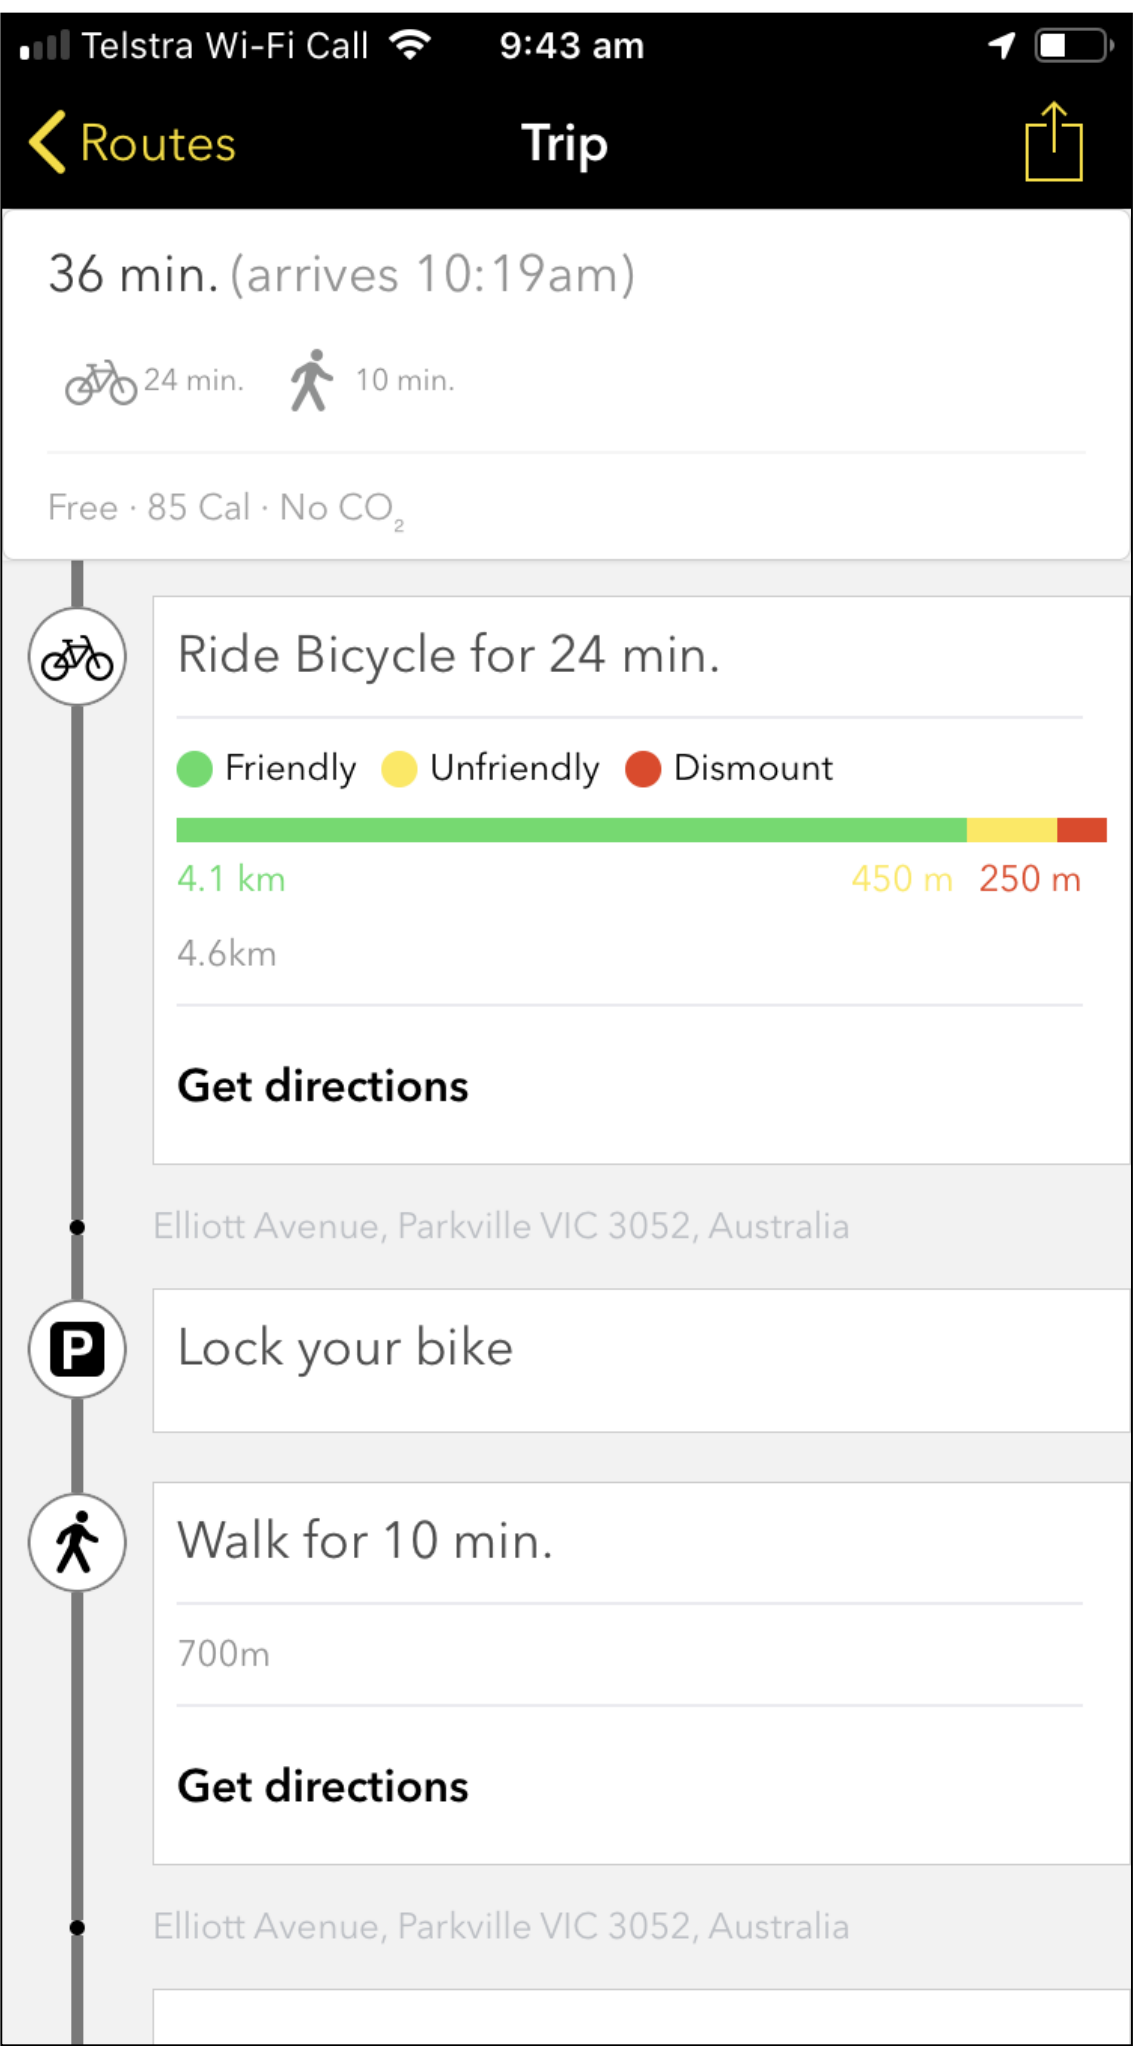 Telstra Wi-Fi Call 9:43 am
Routes Trip
36 min. (arrives 10:19am)
24 min. 10 min.
Free · 85 Cal · No CO₂
Ride Bicycle for 24 min.
Friendly Unfriendly Dismount
4.1 km 450 m 250 m
4.6km
Get directions
Elliott Avenue, Parkville VIC 3052, Australia
P Lock your bike
Walk for 10 min.
700m
Get directions
Elliott Avenue, Parkville VIC 3052, Australia